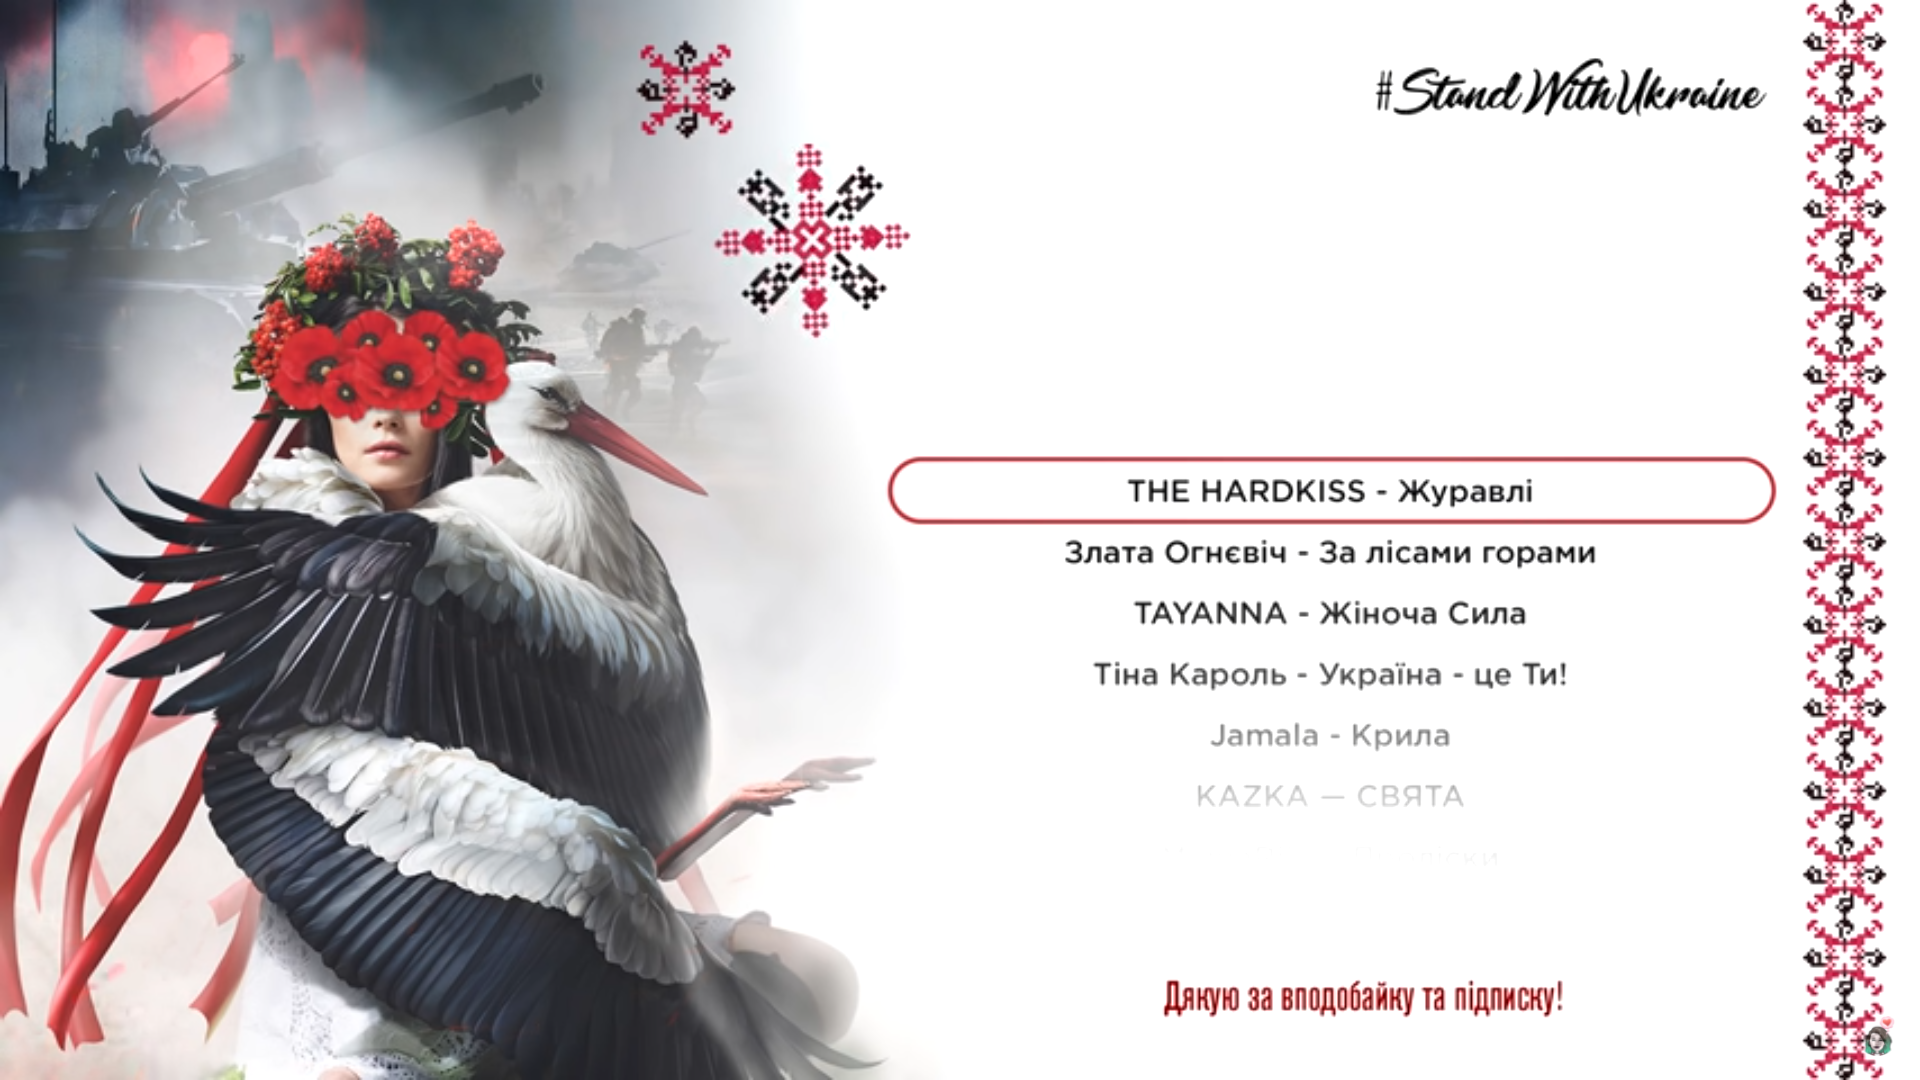 #StandWithUkraine
THE HARDKISS - Журавлі
Злата Огнєвіч - За лісами горами
TAYANNA - Жіноча Сила
Тіна Кароль - Україна - це Ти!
Jamala - Крила
KAZKA — СВЯТА
Дякую за вподобайку та підписку!